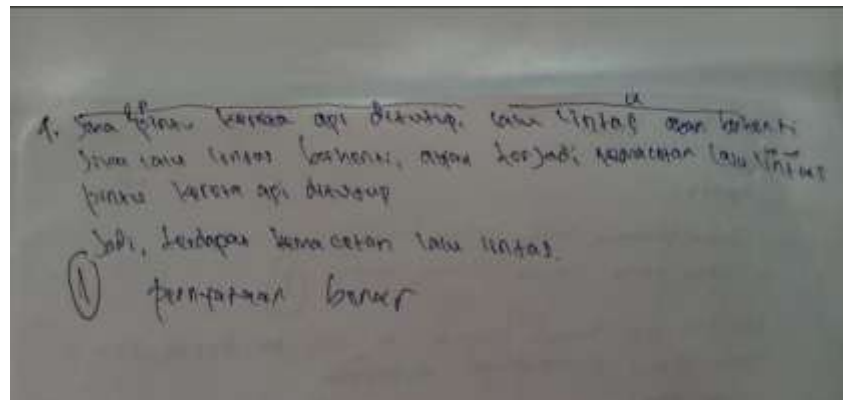 1. Jika pintu kereta api ditutup, lalu lintas akan berhenti
Jika lalu lintas berhenti, akan terjadi kemacetan lalu lintas
pintu kereta api ditutup
Jadi, terdapat kemacetan lalu lintas.
1 pernyataan benar